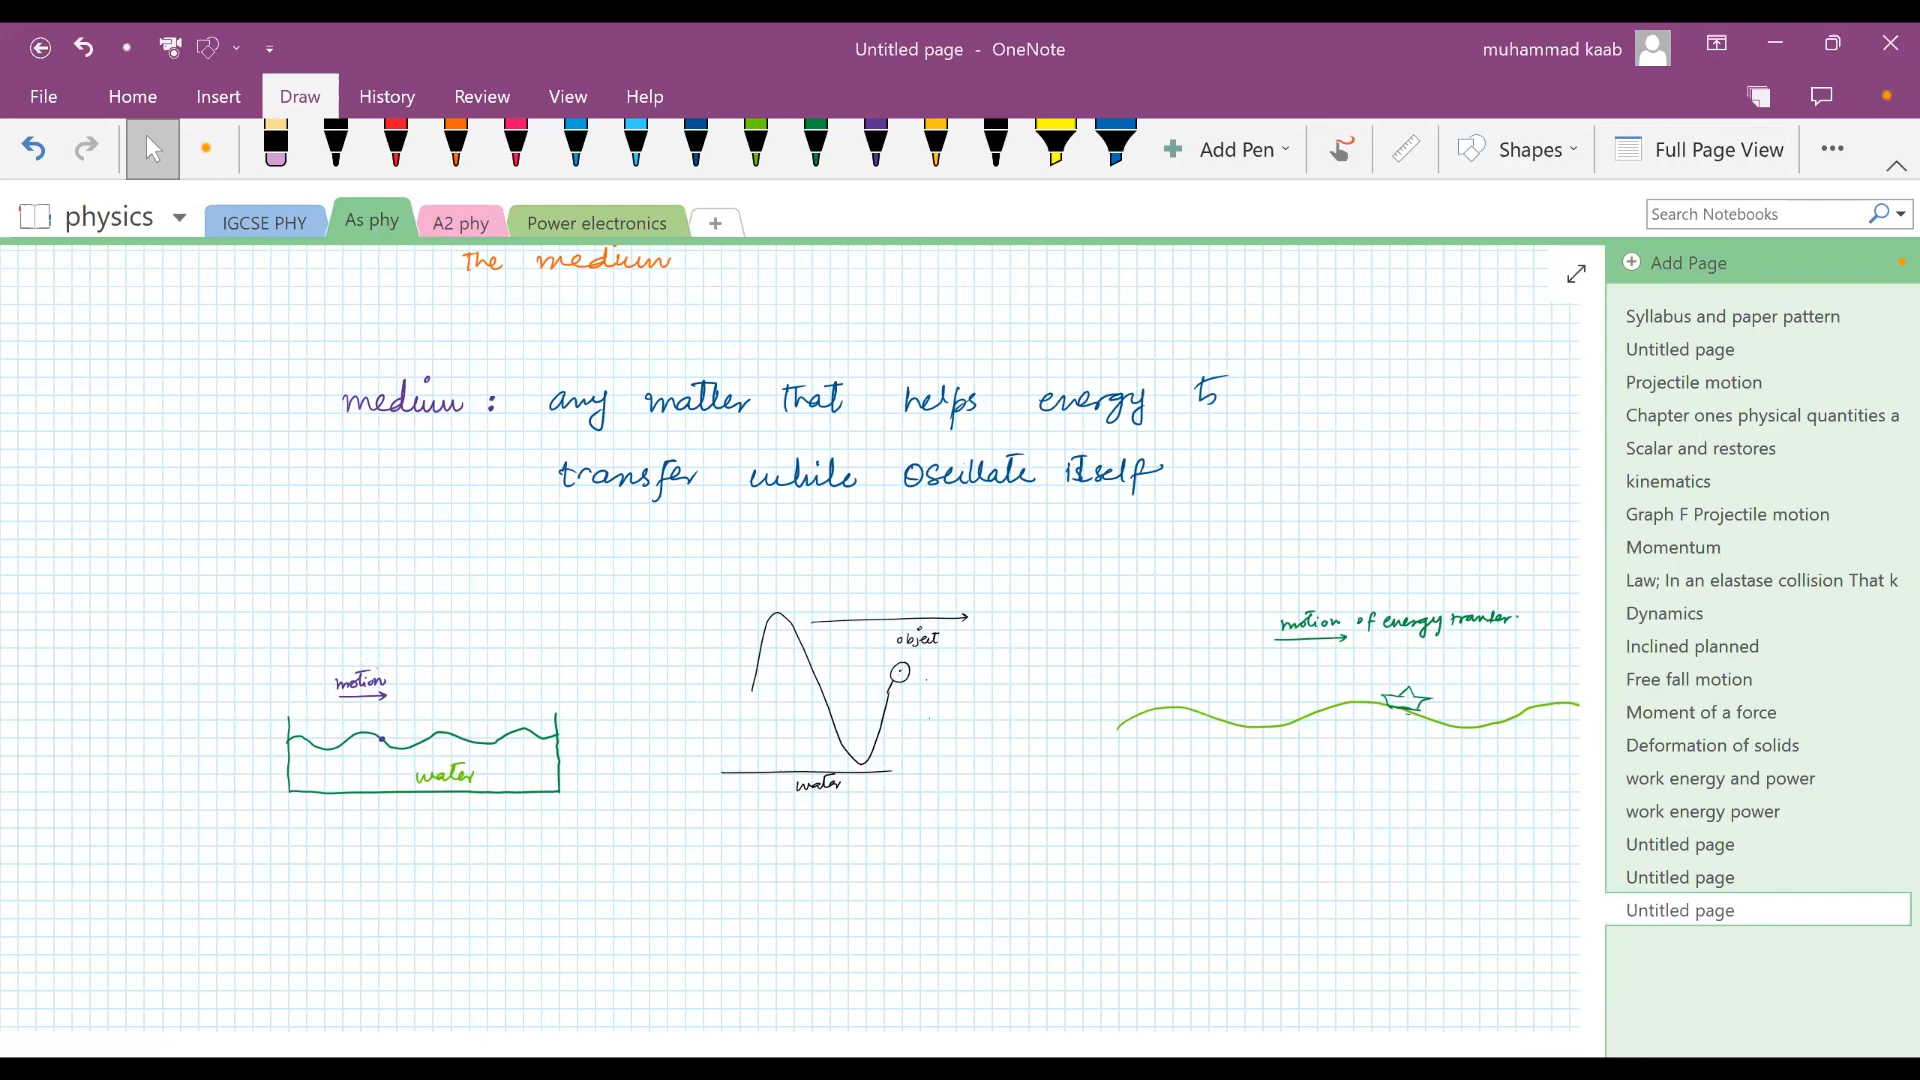 Untitled page - OneNote
muhammad kaab
File Home Insert Draw History Review View Help
Add Pen
Shapes
Full Page View
physics
IGCSE PHY
As phy
A2 phy
Power electronics
Search Notebooks
the medium
medium : any matter that helps energy to
transfer while oscillate itself
motion
water
object
water
motion of energy tranter.
Add Page
Syllabus and paper pattern
Untitled page
Projectile motion
Chapter ones physical quantities a
Scalar and restores
kinematics
Graph F Projectile motion
Momentum
Law; In an elastase collision That k
Dynamics
Inclined planned
Free fall motion
Moment of a force
Deformation of solids
work energy and power
work energy power
Untitled page
Untitled page
Untitled page